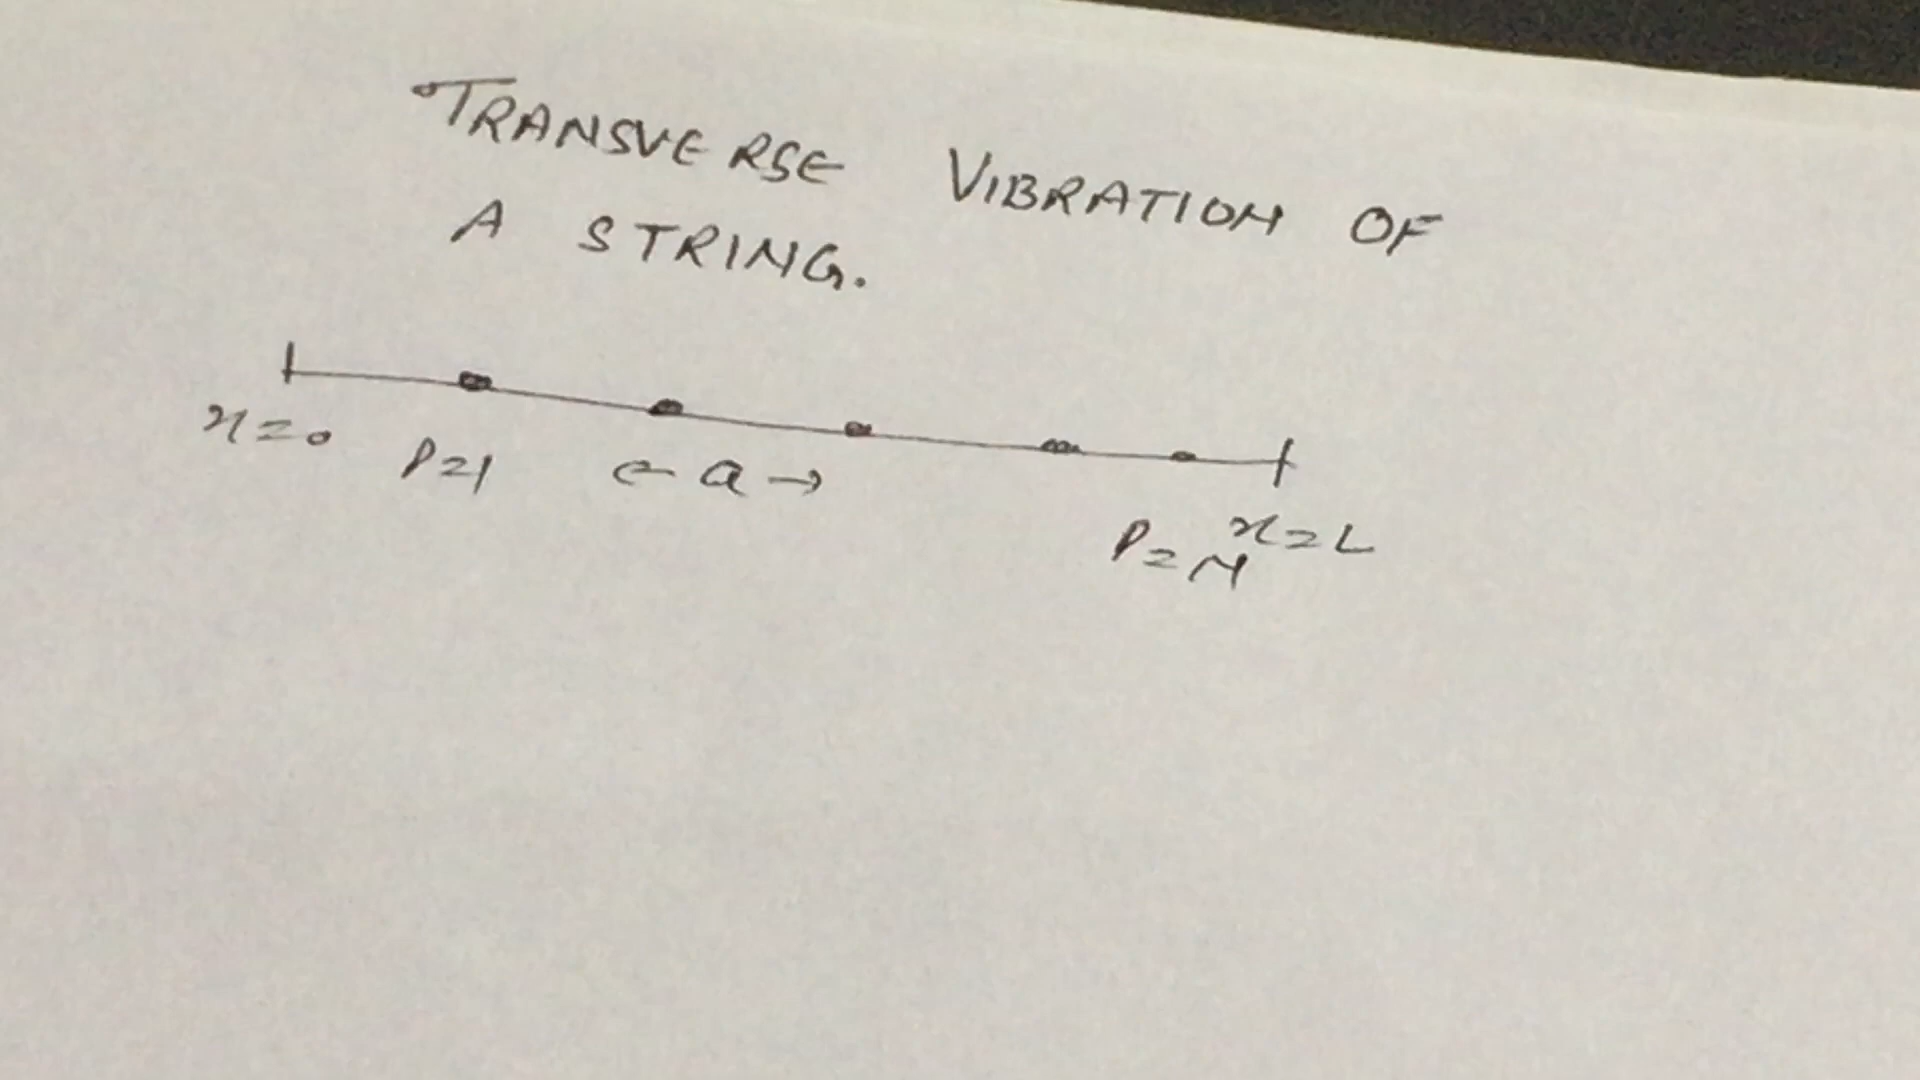 TRANSVERSE VIBRATION OF
A STRING.
x=0 P=1 ← a → P=N x=L